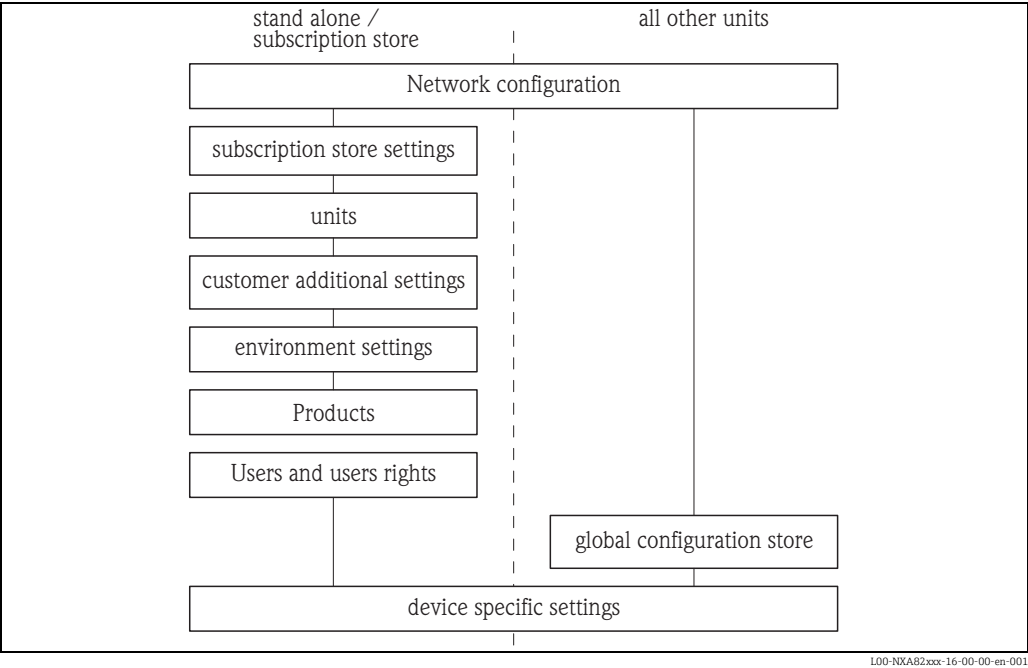 stand alone /
subscription store
all other units
Network configuration
subscription store settings
units
customer additional settings
environment settings
Products
Users and users rights
global configuration store
device specific settings
L00-NXA82xxx-16-00-00-en-001